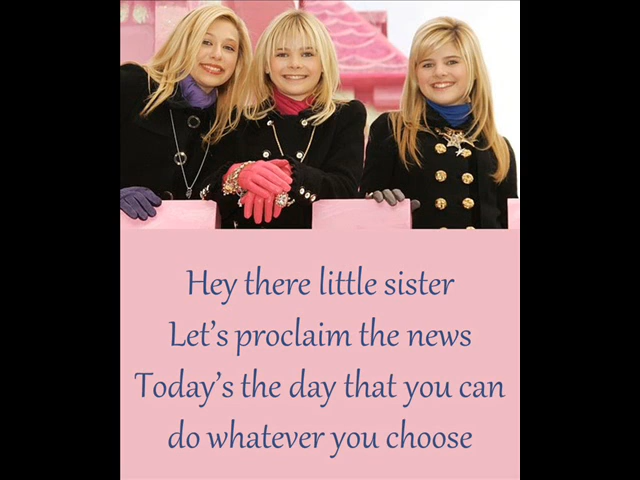 Hey there little sister
Let's proclaim the news
Today's the day that you can
do whatever you choose